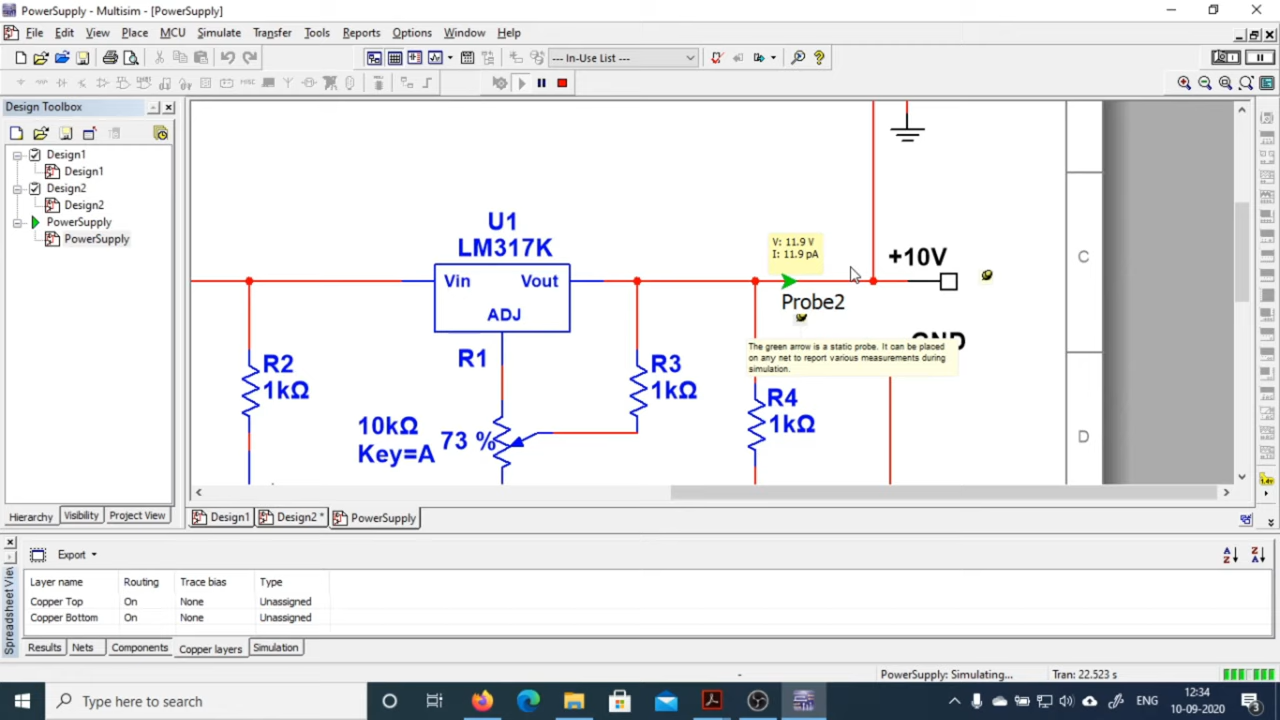 PowerSupply - Multisim - [PowerSupply]
File Edit View Place MCU Simulate Transfer Tools Reports Options Window Help
--- In-Use List ---
Design Toolbox
Design1
Design1
Design2
Design2
PowerSupply
PowerSupply
Hierarchy Visibility Project View
U1
LM317K
Vin Vout
ADJ
V: 11.9 V
I: 11.9 pA
Probe2
+10V
C
The green arrow is a static probe. It can be placed
on any net to report various measurements during
simulation.
R2
1kΩ
R1
10kΩ
Key=A
73 %
R3
1kΩ
R4
1kΩ
D
1.4v
Design1 Design2 * PowerSupply
Spreadsheet View
Export
Layer name Routing Trace bias Type
Copper Top On None Unassigned
Copper Bottom On None Unassigned
Results Nets Components Copper layers Simulation
PowerSupply: Simulating... Tran: 22.523 s
Type here to search
ENG
12:34
10-09-2020
3